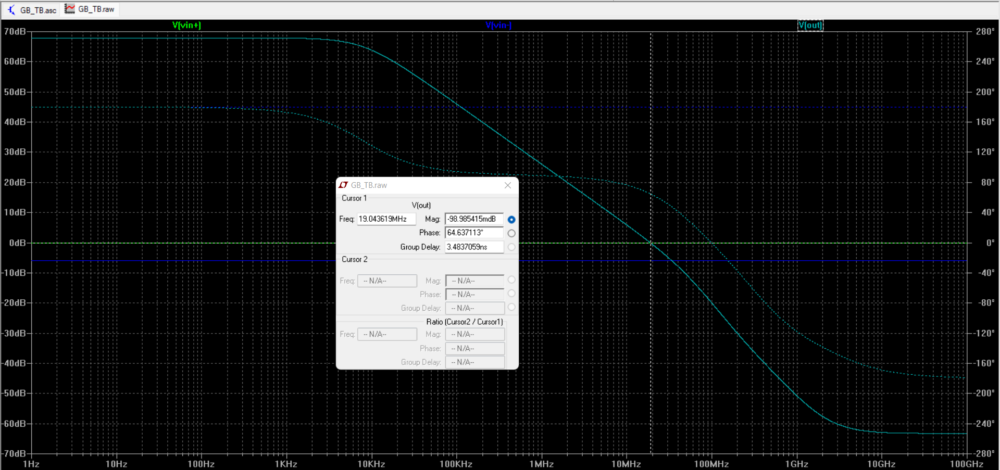 GB_TB.asc GB_TB.raw
V(vin+) V(vin-) V(out)
70dB 280°
60dB 240°
50dB 200°
40dB 160°
30dB 120°
20dB 80°
10dB 40°
0dB 0°
-10dB -40°
-20dB -80°
-30dB -120°
-40dB -160°
-50dB -200°
-60dB -240°
-70dB -280°
1Hz 10Hz 100Hz 1KHz 10KHz 100KHz 1MHz 10MHz 100MHz 1GHz 10GHz 100GHz
GB_TB.raw
Cursor 1
V(out)
Freq: 19.043619MHz Mag: -98.985415mdB
Phase: 64.637113°
Group Delay: 3.4837059ns
Cursor 2
Freq: -- N/A-- Mag: -- N/A--
Phase: -- N/A--
Group Delay: -- N/A--
Ratio (Cursor2 / Cursor1)
Freq: -- N/A-- Mag: -- N/A--
Phase: -- N/A--
Group Delay: -- N/A--